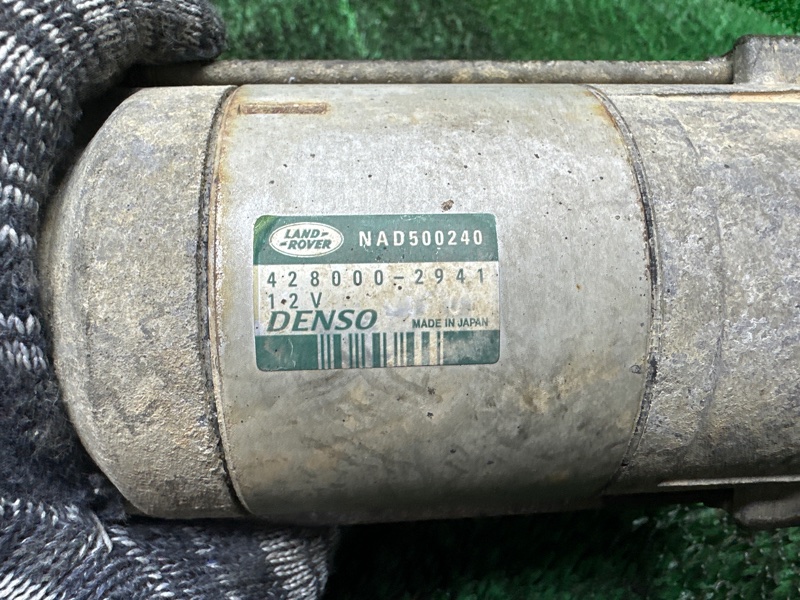 LAND-
ROVER
NAD500240
428000-2941
12V
DENSO
MADE IN JAPAN